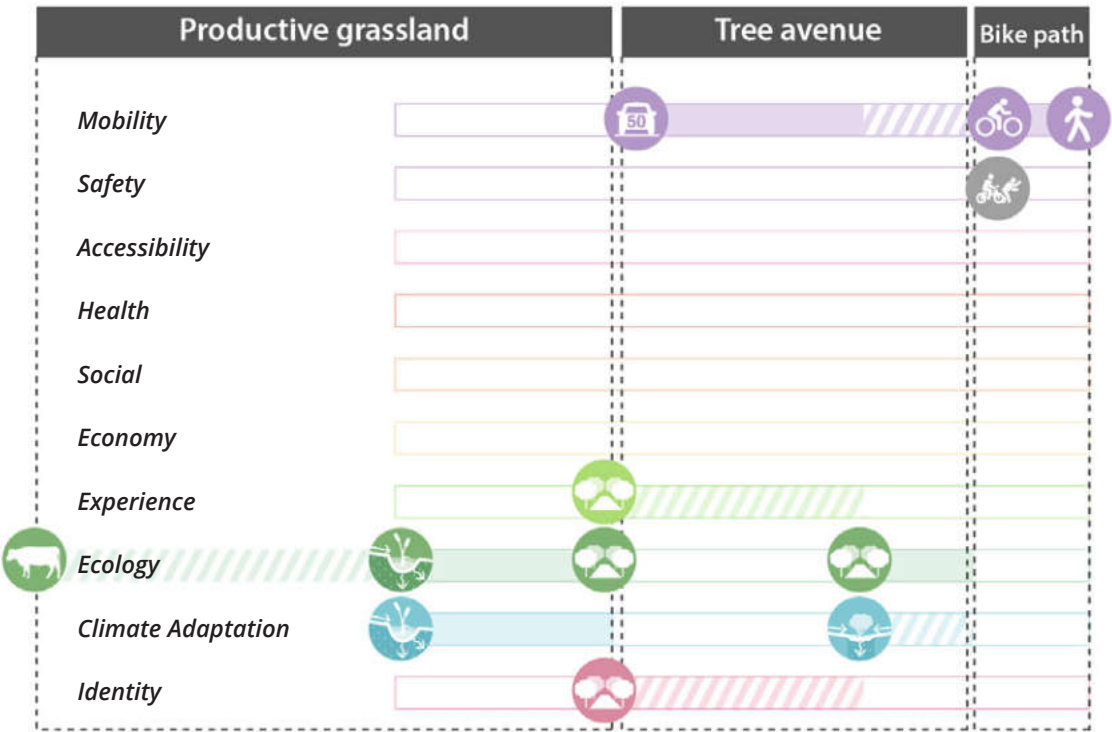 Productive grassland
Tree avenue
Bike path
Mobility
50
Safety
Accessibility
Health
Social
Economy
Experience
Ecology
Climate Adaptation
Identity